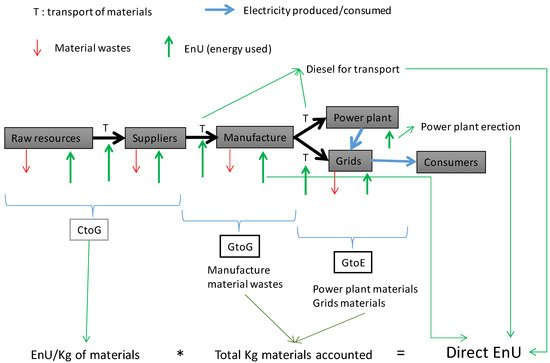 T : transport of materials
Electricity produced/consumed
Material wastes
EnU (energy used)
Diesel for transport
T
T
T
Power plant
Power plant erection
Raw resources
Suppliers
Manufacture
T
Grids
Consumers
CtoG
GtoG
GtoE
Manufacture
material wastes
Power plant materials
Grids materials
EnU/Kg of materials * Total Kg materials accounted = Direct EnU